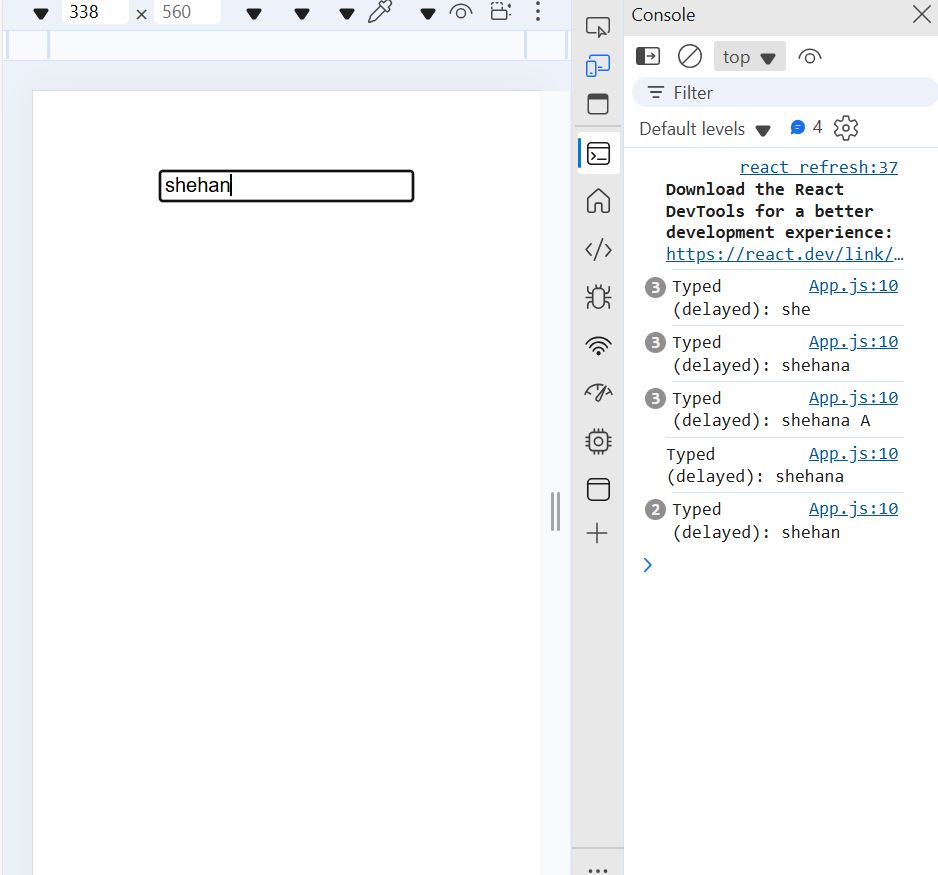 338 × 560
Console
top
Filter
Default levels
4
shehan
react refresh:37
Download the React
DevTools for a better
development experience:
https://react.dev/link/…
3 Typed App.js:10
(delayed): she
3 Typed App.js:10
(delayed): shehana
3 Typed App.js:10
(delayed): shehana A
Typed App.js:10
(delayed): shehana
2 Typed App.js:10
(delayed): shehan